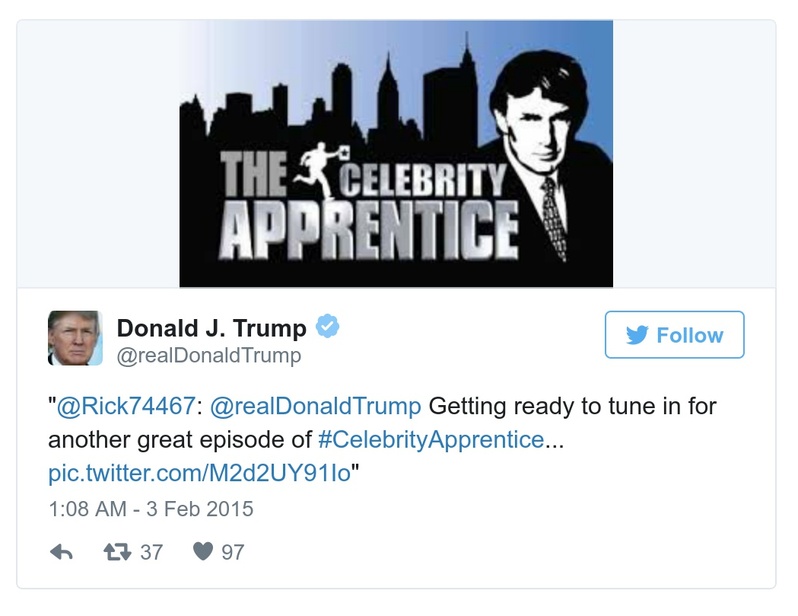 THE CELEBRITY
APPRENTICE
Donald J. Trump
@realDonaldTrump
Follow
"@Rick74467: @realDonaldTrump Getting ready to tune in for
another great episode of #CelebrityApprentice...
pic.twitter.com/M2d2UY91Io"
1:08 AM - 3 Feb 2015
37 97